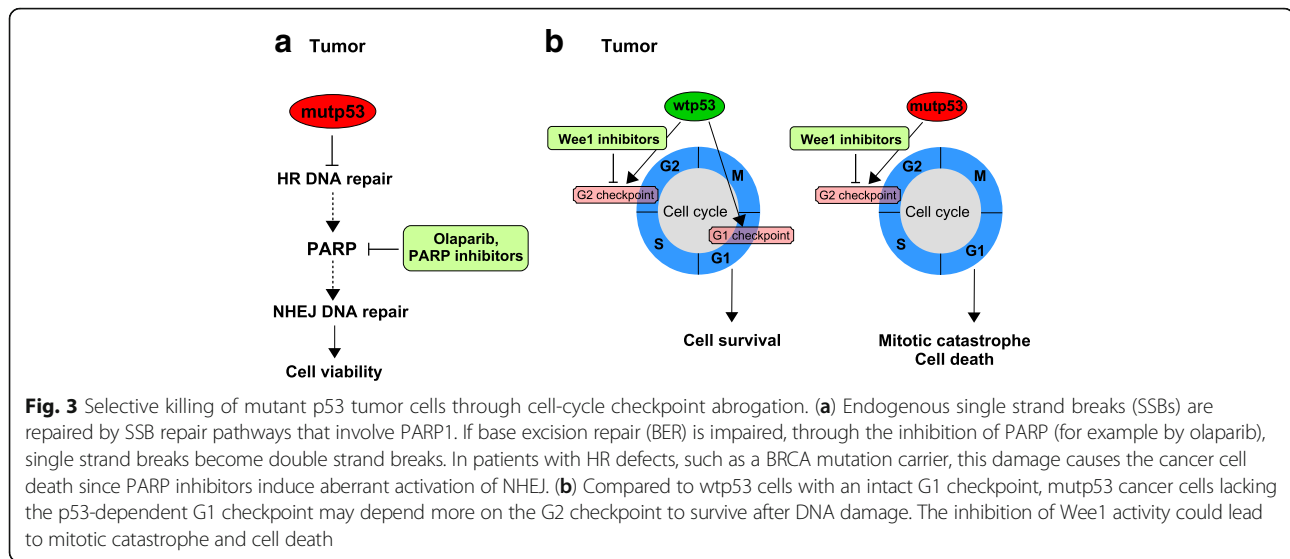 a Tumor
mutp53
HR DNA repair
PARP
Olaparib,
PARP inhibitors
NHEJ DNA repair
Cell viability
b Tumor
wtp53
Wee1 inhibitors
G2
M
G2 checkpoint
Cell cycle
G1 checkpoint
S
G1
Cell survival
mutp53
Wee1 inhibitors
G2
M
G2 checkpoint
Cell cycle
S
G1
Mitotic catastrophe
Cell death
Fig. 3 Selective killing of mutant p53 tumor cells through cell-cycle checkpoint abrogation. (a) Endogenous single strand breaks (SSBs) are
repaired by SSB repair pathways that involve PARP1. If base excision repair (BER) is impaired, through the inhibition of PARP (for example by olaparib),
single strand breaks become double strand breaks. In patients with HR defects, such as a BRCA mutation carrier, this damage causes the cancer cell
death since PARP inhibitors induce aberrant activation of NHEJ. (b) Compared to wtp53 cells with an intact G1 checkpoint, mutp53 cancer cells lacking
the p53-dependent G1 checkpoint may depend more on the G2 checkpoint to survive after DNA damage. The inhibition of Wee1 activity could lead
to mitotic catastrophe and cell death